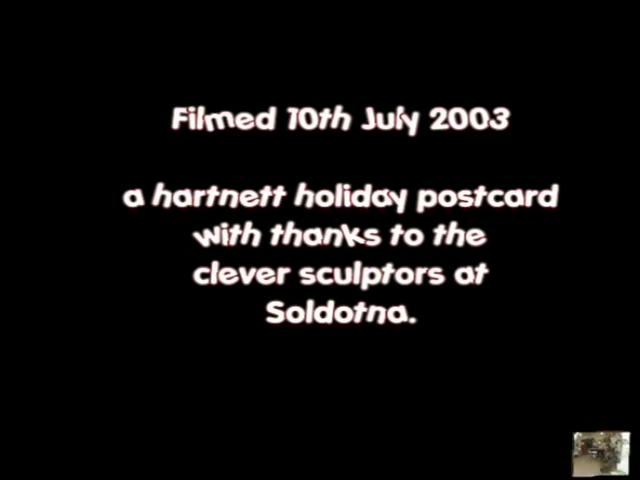 Filmed 10th July 2003
a hartnett holiday postcard
with thanks to the
clever sculptors at
Soldotna.